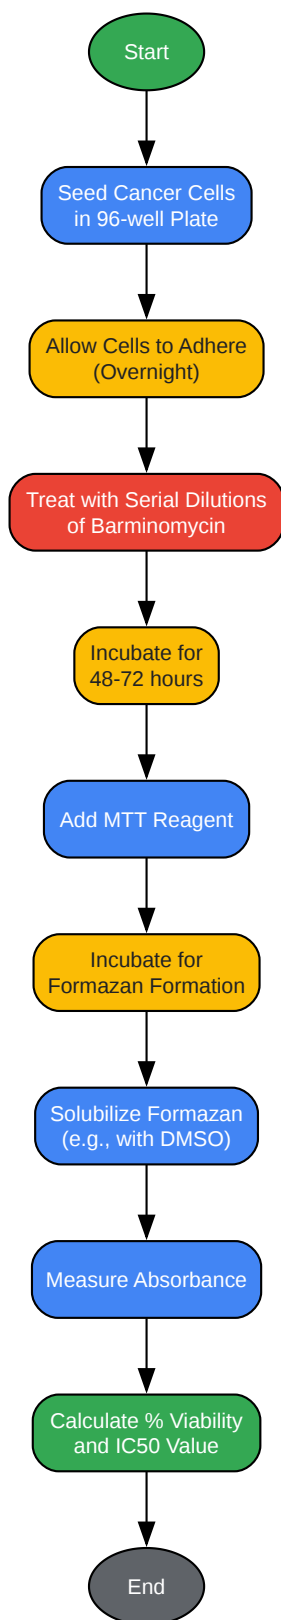 Start
Seed Cancer Cells
in 96-well Plate
Allow Cells to Adhere
(Overnight)
Treat with Serial Dilutions
of Barminomycin
Incubate for
48-72 hours
Add MTT Reagent
Incubate for
Formazan Formation
Solubilize Formazan
(e.g., with DMSO)
Measure Absorbance
Calculate % Viability
and IC50 Value
End